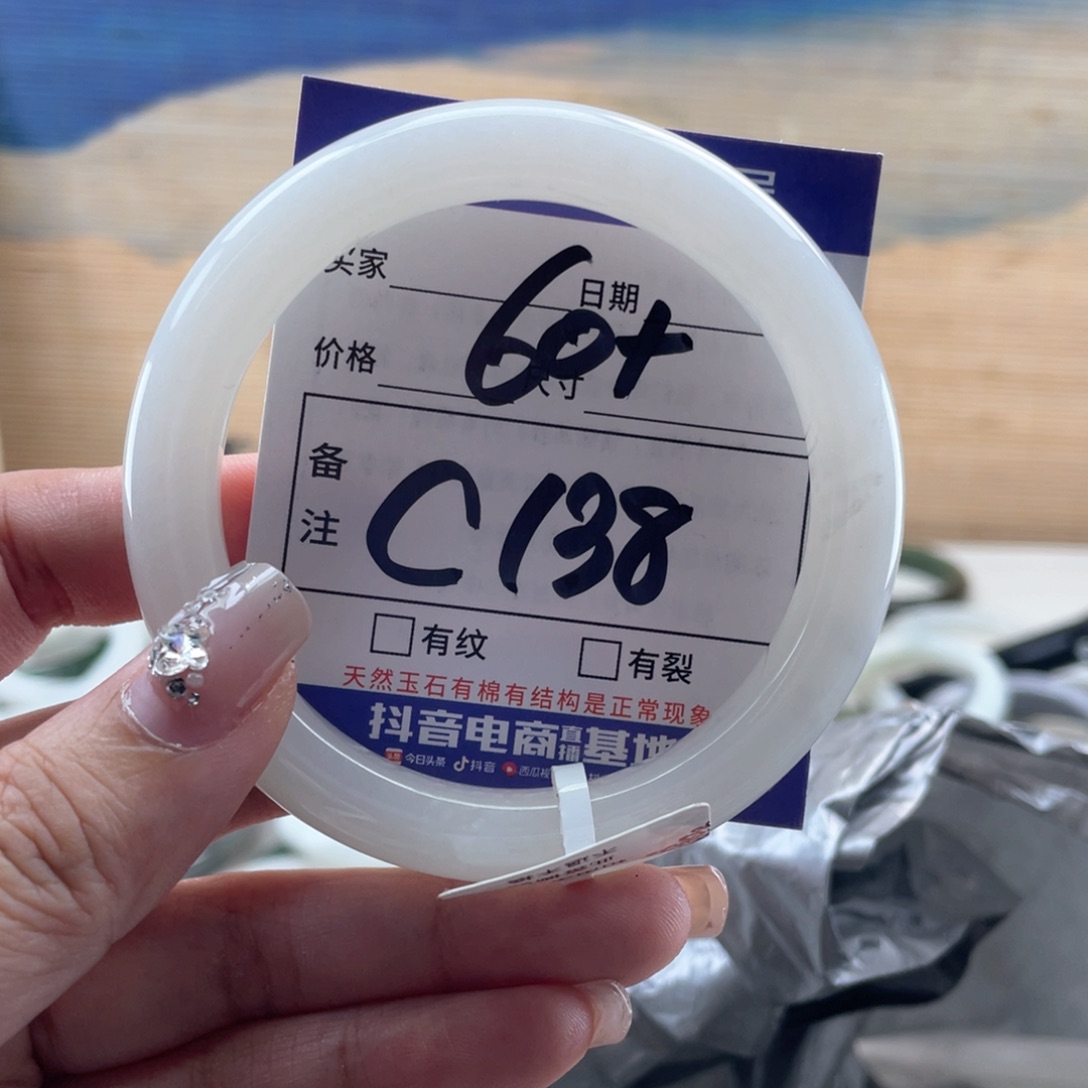 买家 日期
60+
价格 尺寸
备注
C138
有纹 有裂
天然玉石有棉有结构是正常现象
抖音电商直播基地
今日头条 抖音 西瓜视